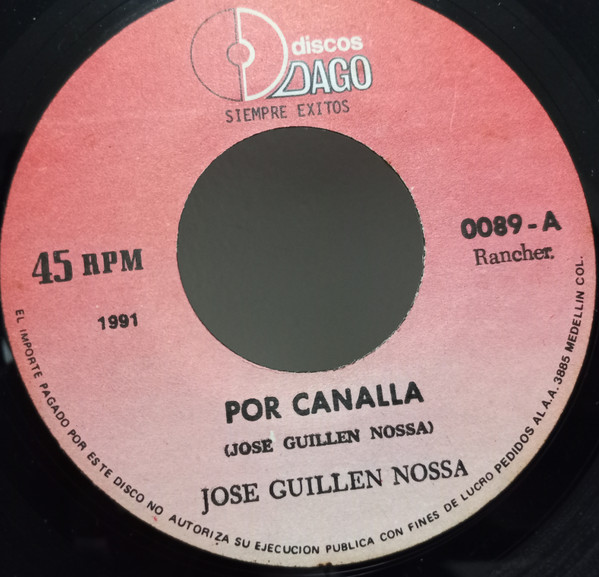 discos
DAGO
SIEMPRE EXITOS
45 RPM
0089-A
Rancher.
1991
POR CANALLA
(JOSE GUILLEN NOSSA)
JOSE GUILLEN NOSSA
EL IMPORTE PAGADO POR ESTE DISCO NO AUTORIZA SU EJECUCION PUBLICA CON FINES DE LUCRO PEDIDOS AL A.A. 3885 MEDELLIN COL.